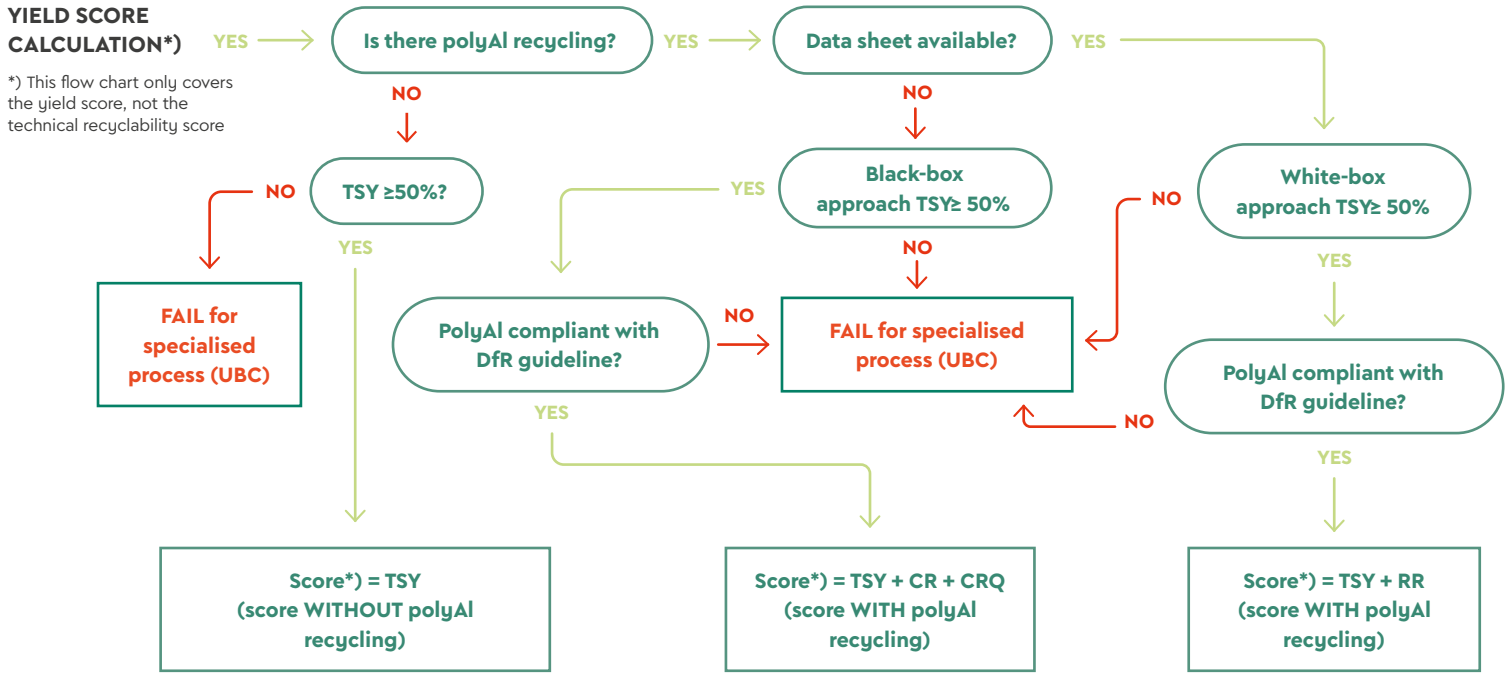 YIELD SCORE
CALCULATION*)
*) This flow chart only covers
the yield score, not the
technical recyclability score
YES
Is there polyAl recycling?
YES
Data sheet available?
YES
NO
NO
NO
TSY ≥50%?
YES
Black-box
approach TSY≥ 50%
NO
White-box
approach TSY≥ 50%
YES
NO
YES
FAIL for
specialised
process (UBC)
PolyAl compliant with
DfR guideline?
NO
FAIL for specialised
process (UBC)
PolyAl compliant with
DfR guideline?
YES
NO
YES
Score*) = TSY
(score WITHOUT polyAl
recycling)
Score*) = TSY + CR + CRQ
(score WITH polyAl
recycling)
Score*) = TSY + RR
(score WITH polyAl
recycling)